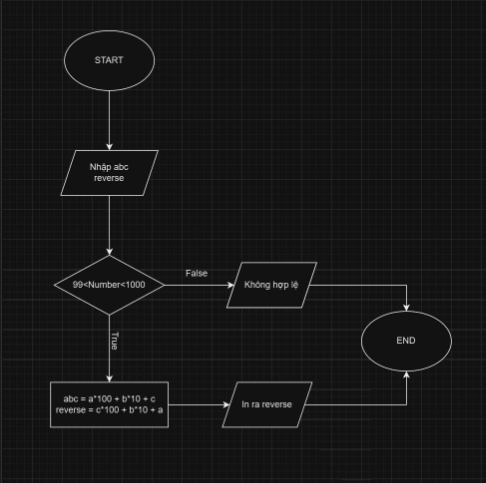 START
Nhập abc
reverse
99<Number<1000
False
Không hợp lệ
True
END
abc = a*100 + b*10 + c
reverse = c*100 + b*10 + a
In ra reverse